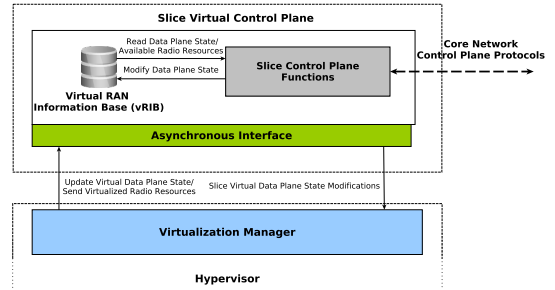 Slice Virtual Control Plane
Read Data Plane State/
Available Radio Resources
Modify Data Plane State
Virtual RAN
Information Base (vRIB)
Slice Control Plane
Functions
Core Network
Control Plane Protocols
Asynchronous Interface
Update Virtual Data Plane State/
Send Virtualized Radio Resources
Slice Virtual Data Plane State Modifications
Virtualization Manager
Hypervisor